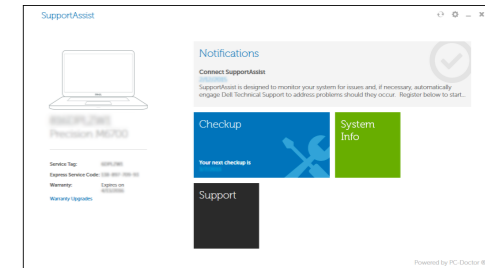 SupportAssist
Notifications
Connect SupportAssist
SupportAssist is designed to monitor your system for issues and, if necessary, automatically
engage Dell Technical Support to address problems should they occur. Register below to start...
Precision M6700
Checkup
System
Info
Your next checkup is
Service Tag:
Express Service Code:
Warranty: Expires on
Warranty Upgrades
Support
Powered by PC-Doctor ®